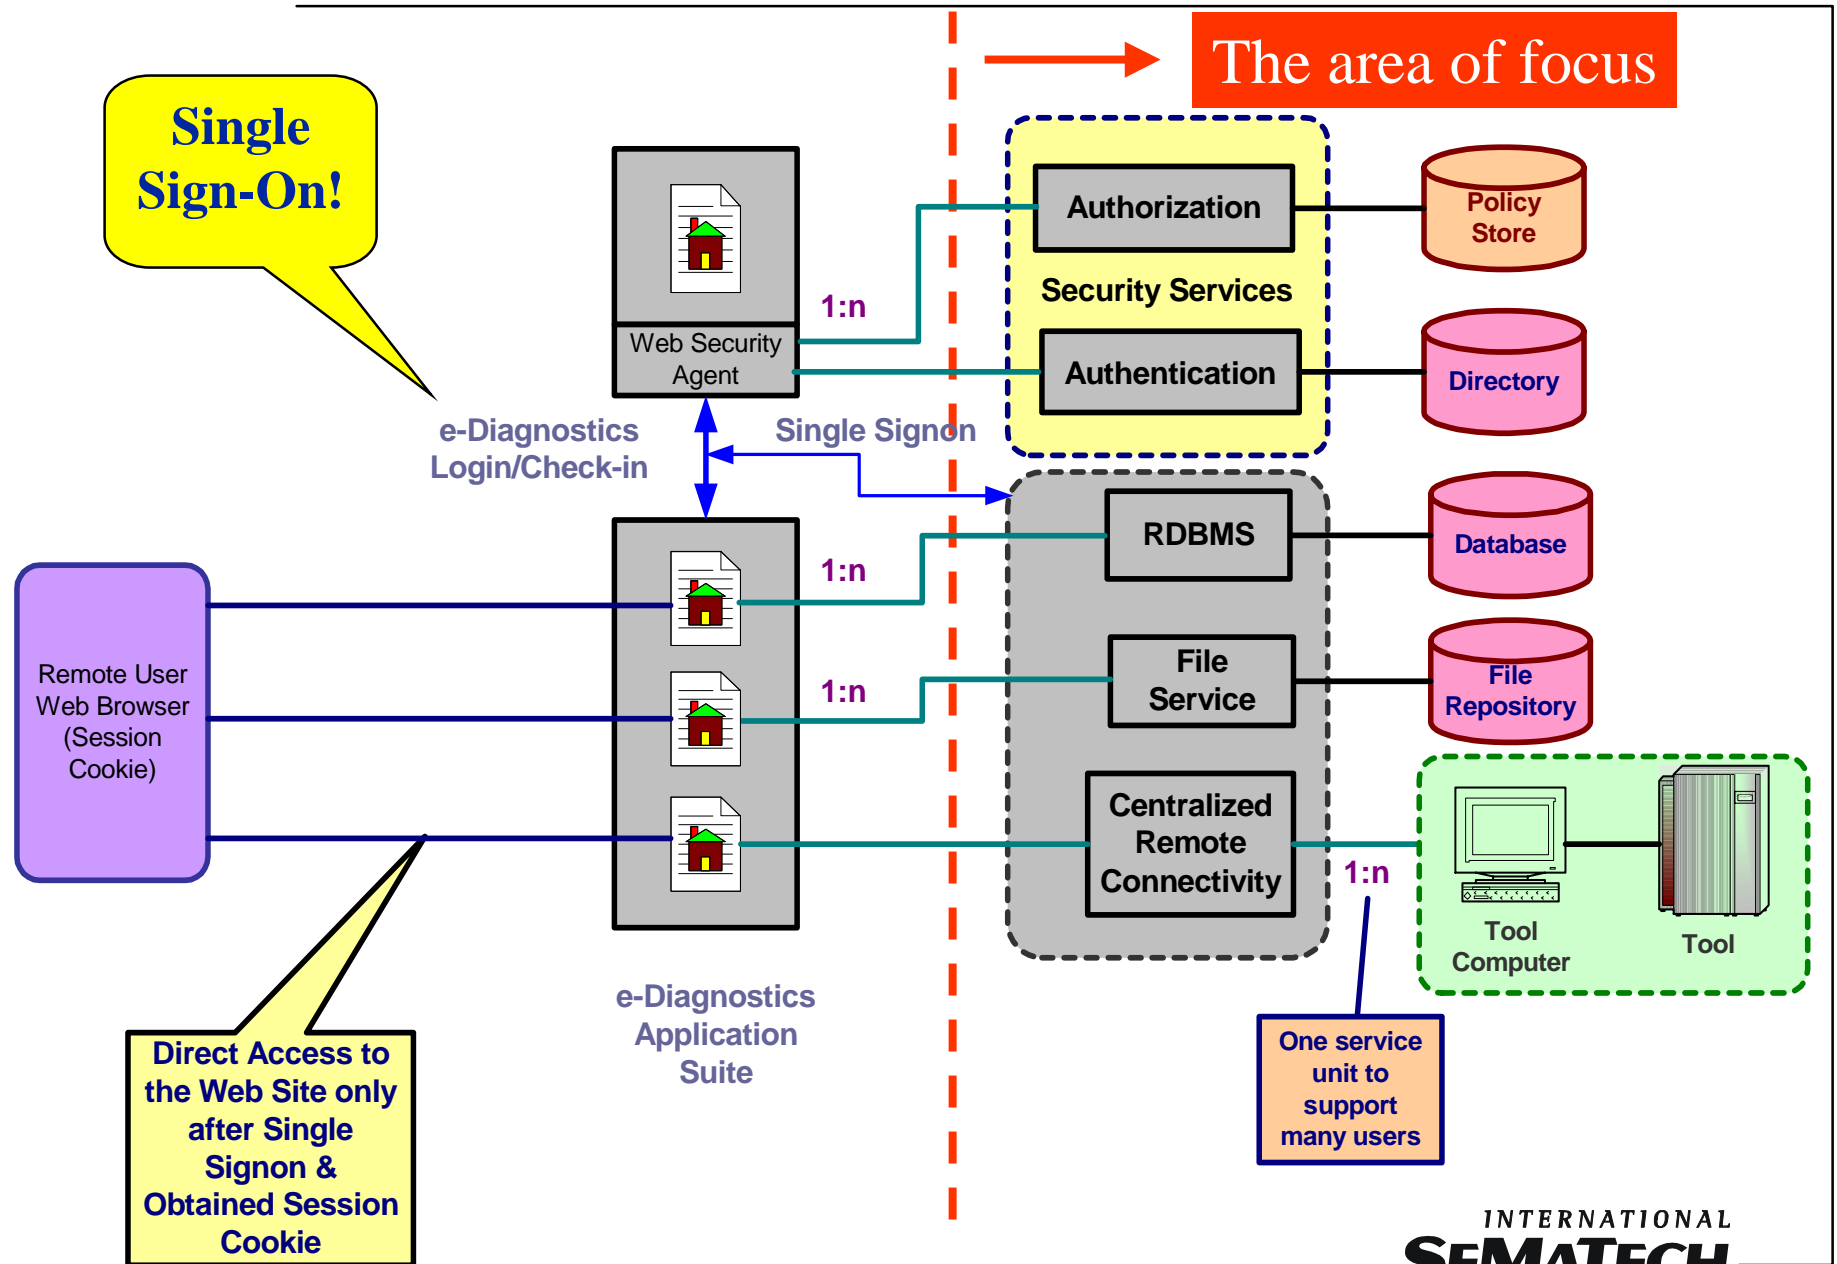 The area of focus
Single
Sign-On!
Authorization
Policy
Store
Security Services
1:n
Web Security
Agent
Authentication
Directory
e-Diagnostics
Login/Check-in
Single Signon
RDBMS
Database
1:n
Remote User
Web Browser
(Session
Cookie)
1:n
File
Service
File
Repository
Centralized
Remote
Connectivity
1:n
Tool
Computer
Tool
e-Diagnostics
Application
Suite
Direct Access to
the Web Site only
after Single
Signon &
Obtained Session
Cookie
One service
unit to
support
many users
INTERNATIONAL
SEMATECH